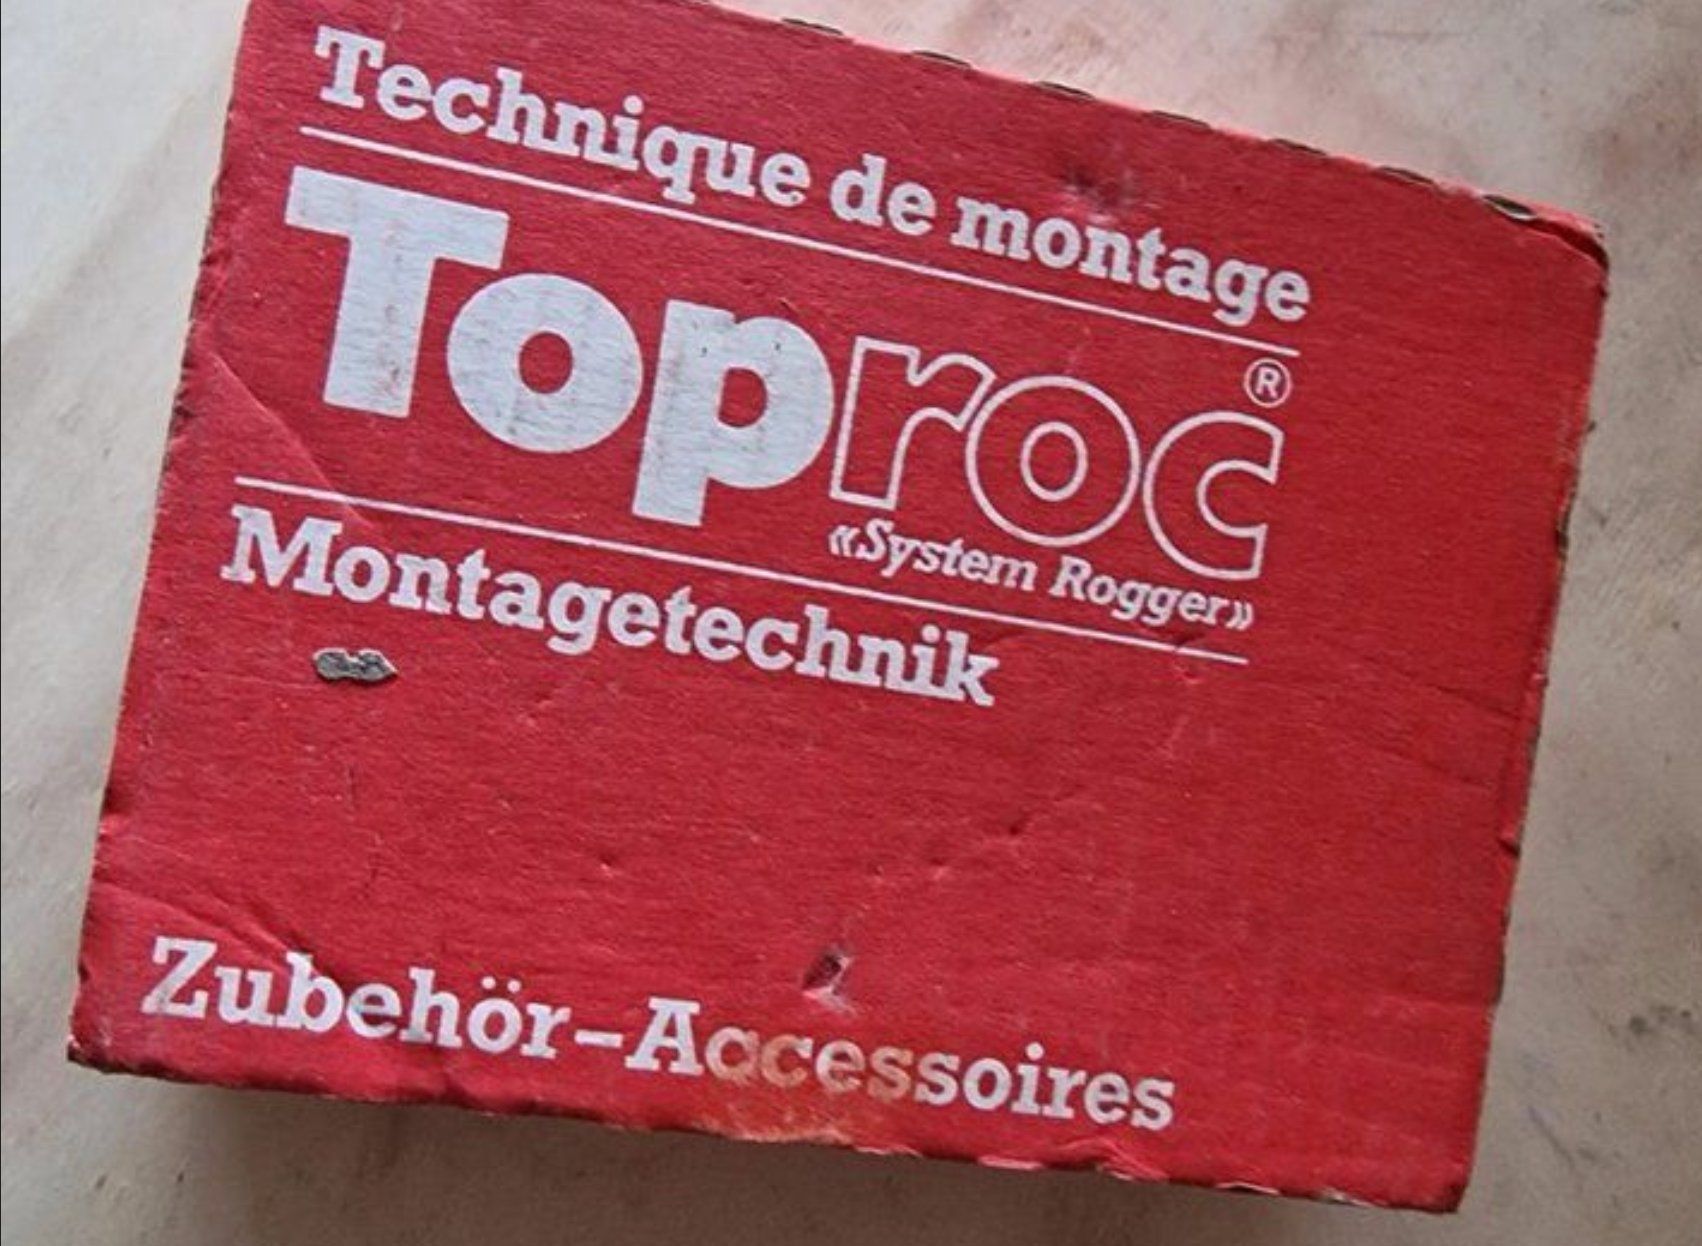 Technique de montage
Toproc®
«System Rogger»
Montagetechnik
Zubehör-Accessoires